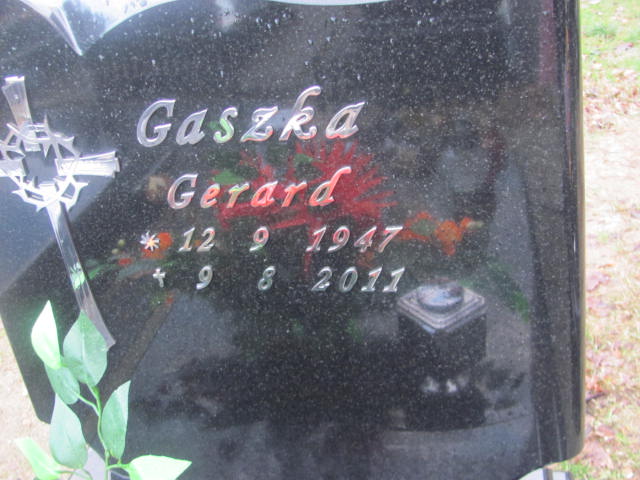 Gaszka
Gerard
* 12 9 1947
† 9 8 2011